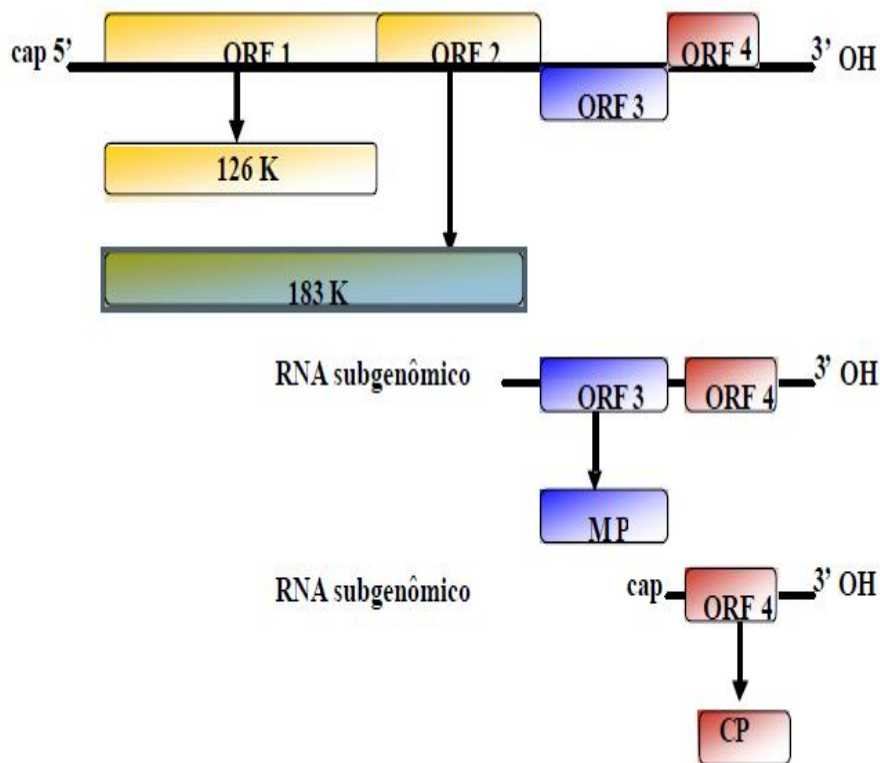 cap 5’ ORF 1 ORF 2 ORF 4 3’ OH
ORF 3
126 K
183 K
RNA subgenômico ORF 3 ORF 4 3’ OH
MP
RNA subgenômico cap ORF 4 3’ OH
CP